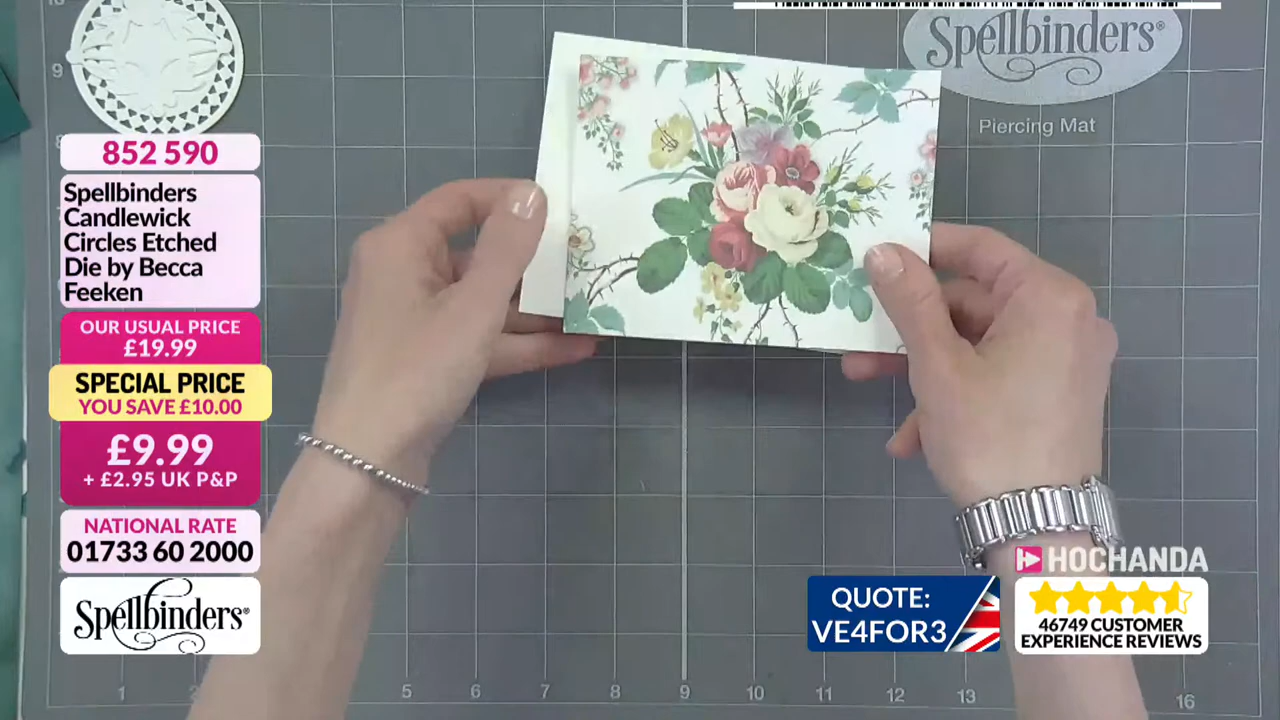 852 590
Spellbinders
Candlewick
Circles Etched
Die by Becca
Feeken
OUR USUAL PRICE
£19.99
SPECIAL PRICE
YOU SAVE £10.00
£9.99
+ £2.95 UK P&P
NATIONAL RATE
01733 60 2000
Spellbinders®
Spellbinders®
Piercing Mat
HOCHANDA
QUOTE:
VE4FOR3
46749 CUSTOMER
EXPERIENCE REVIEWS
9
1
5
6
7
8
9
10
11
12
13
16